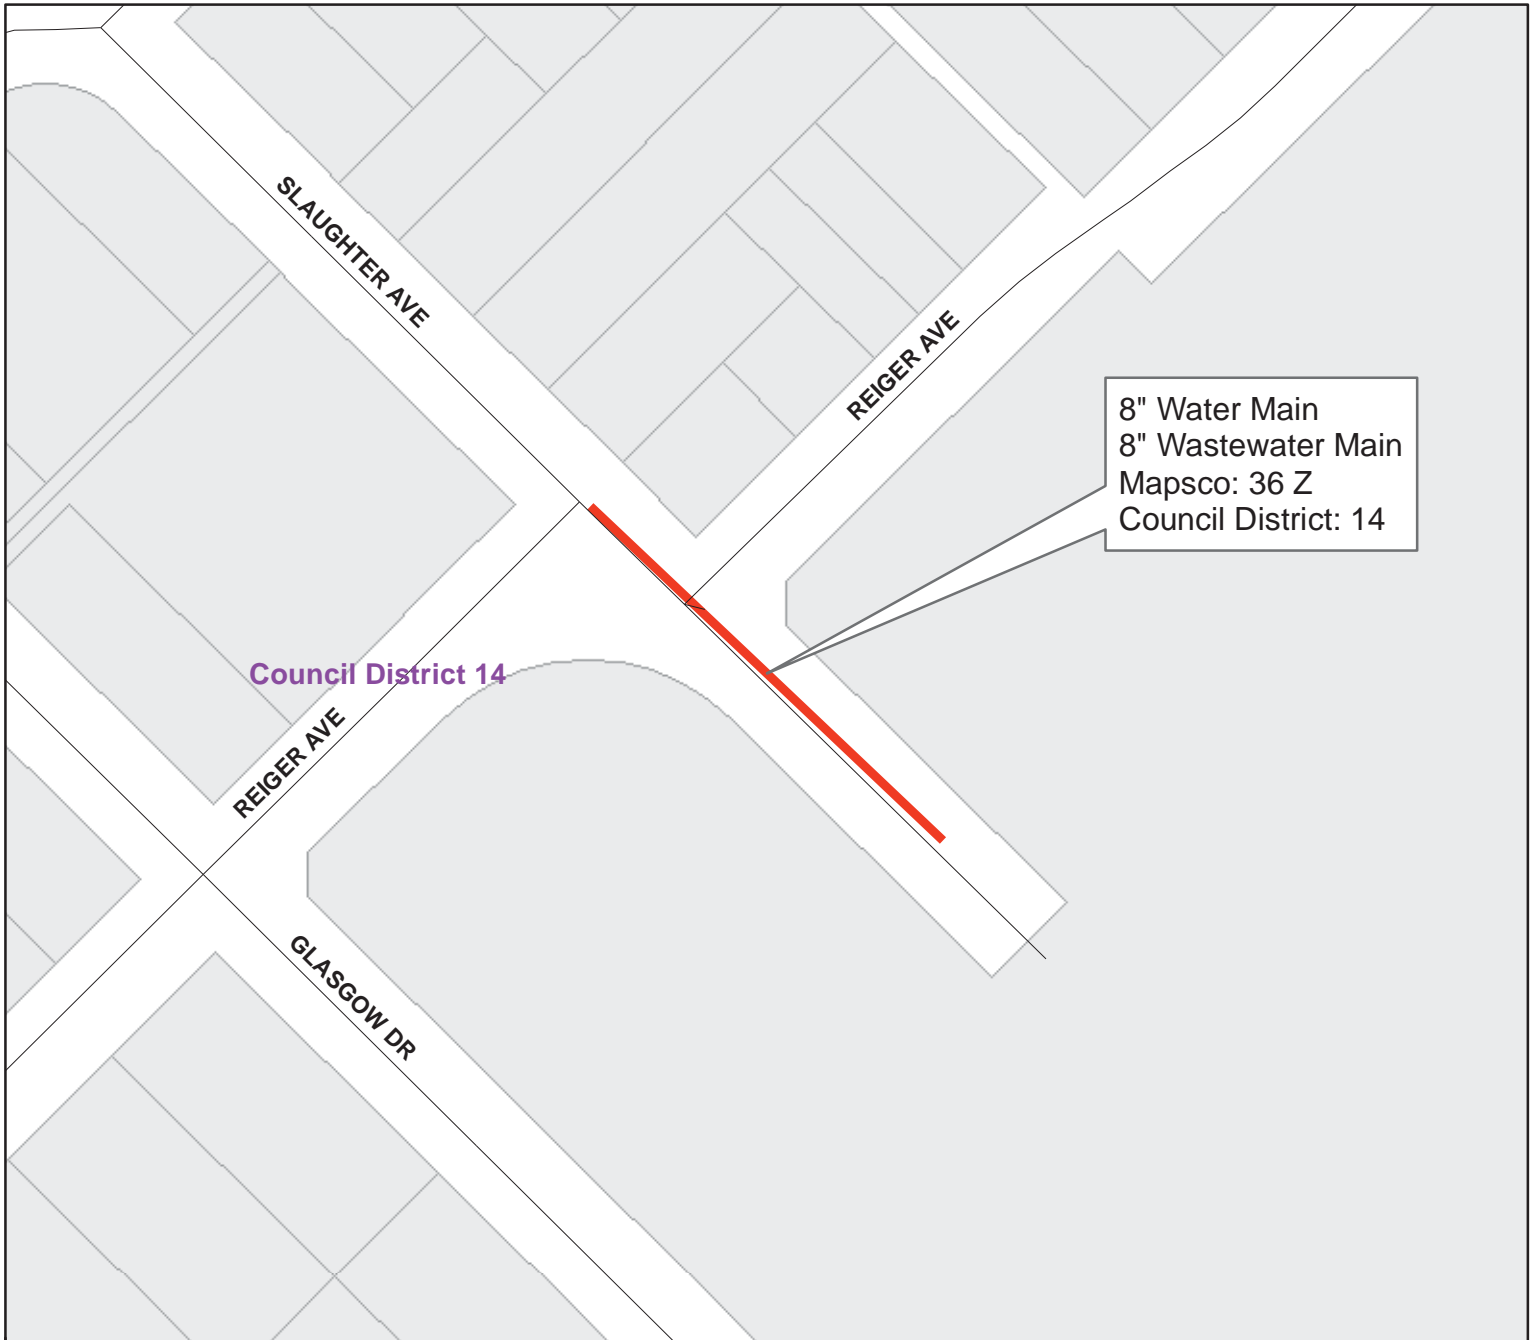 SLAUGHTER AVE
REIGER AVE
8" Water Main
8" Wastewater Main
Mapsco: 36 Z
Council District: 14
Council District 14
REIGER AVE
GLASGOW DR